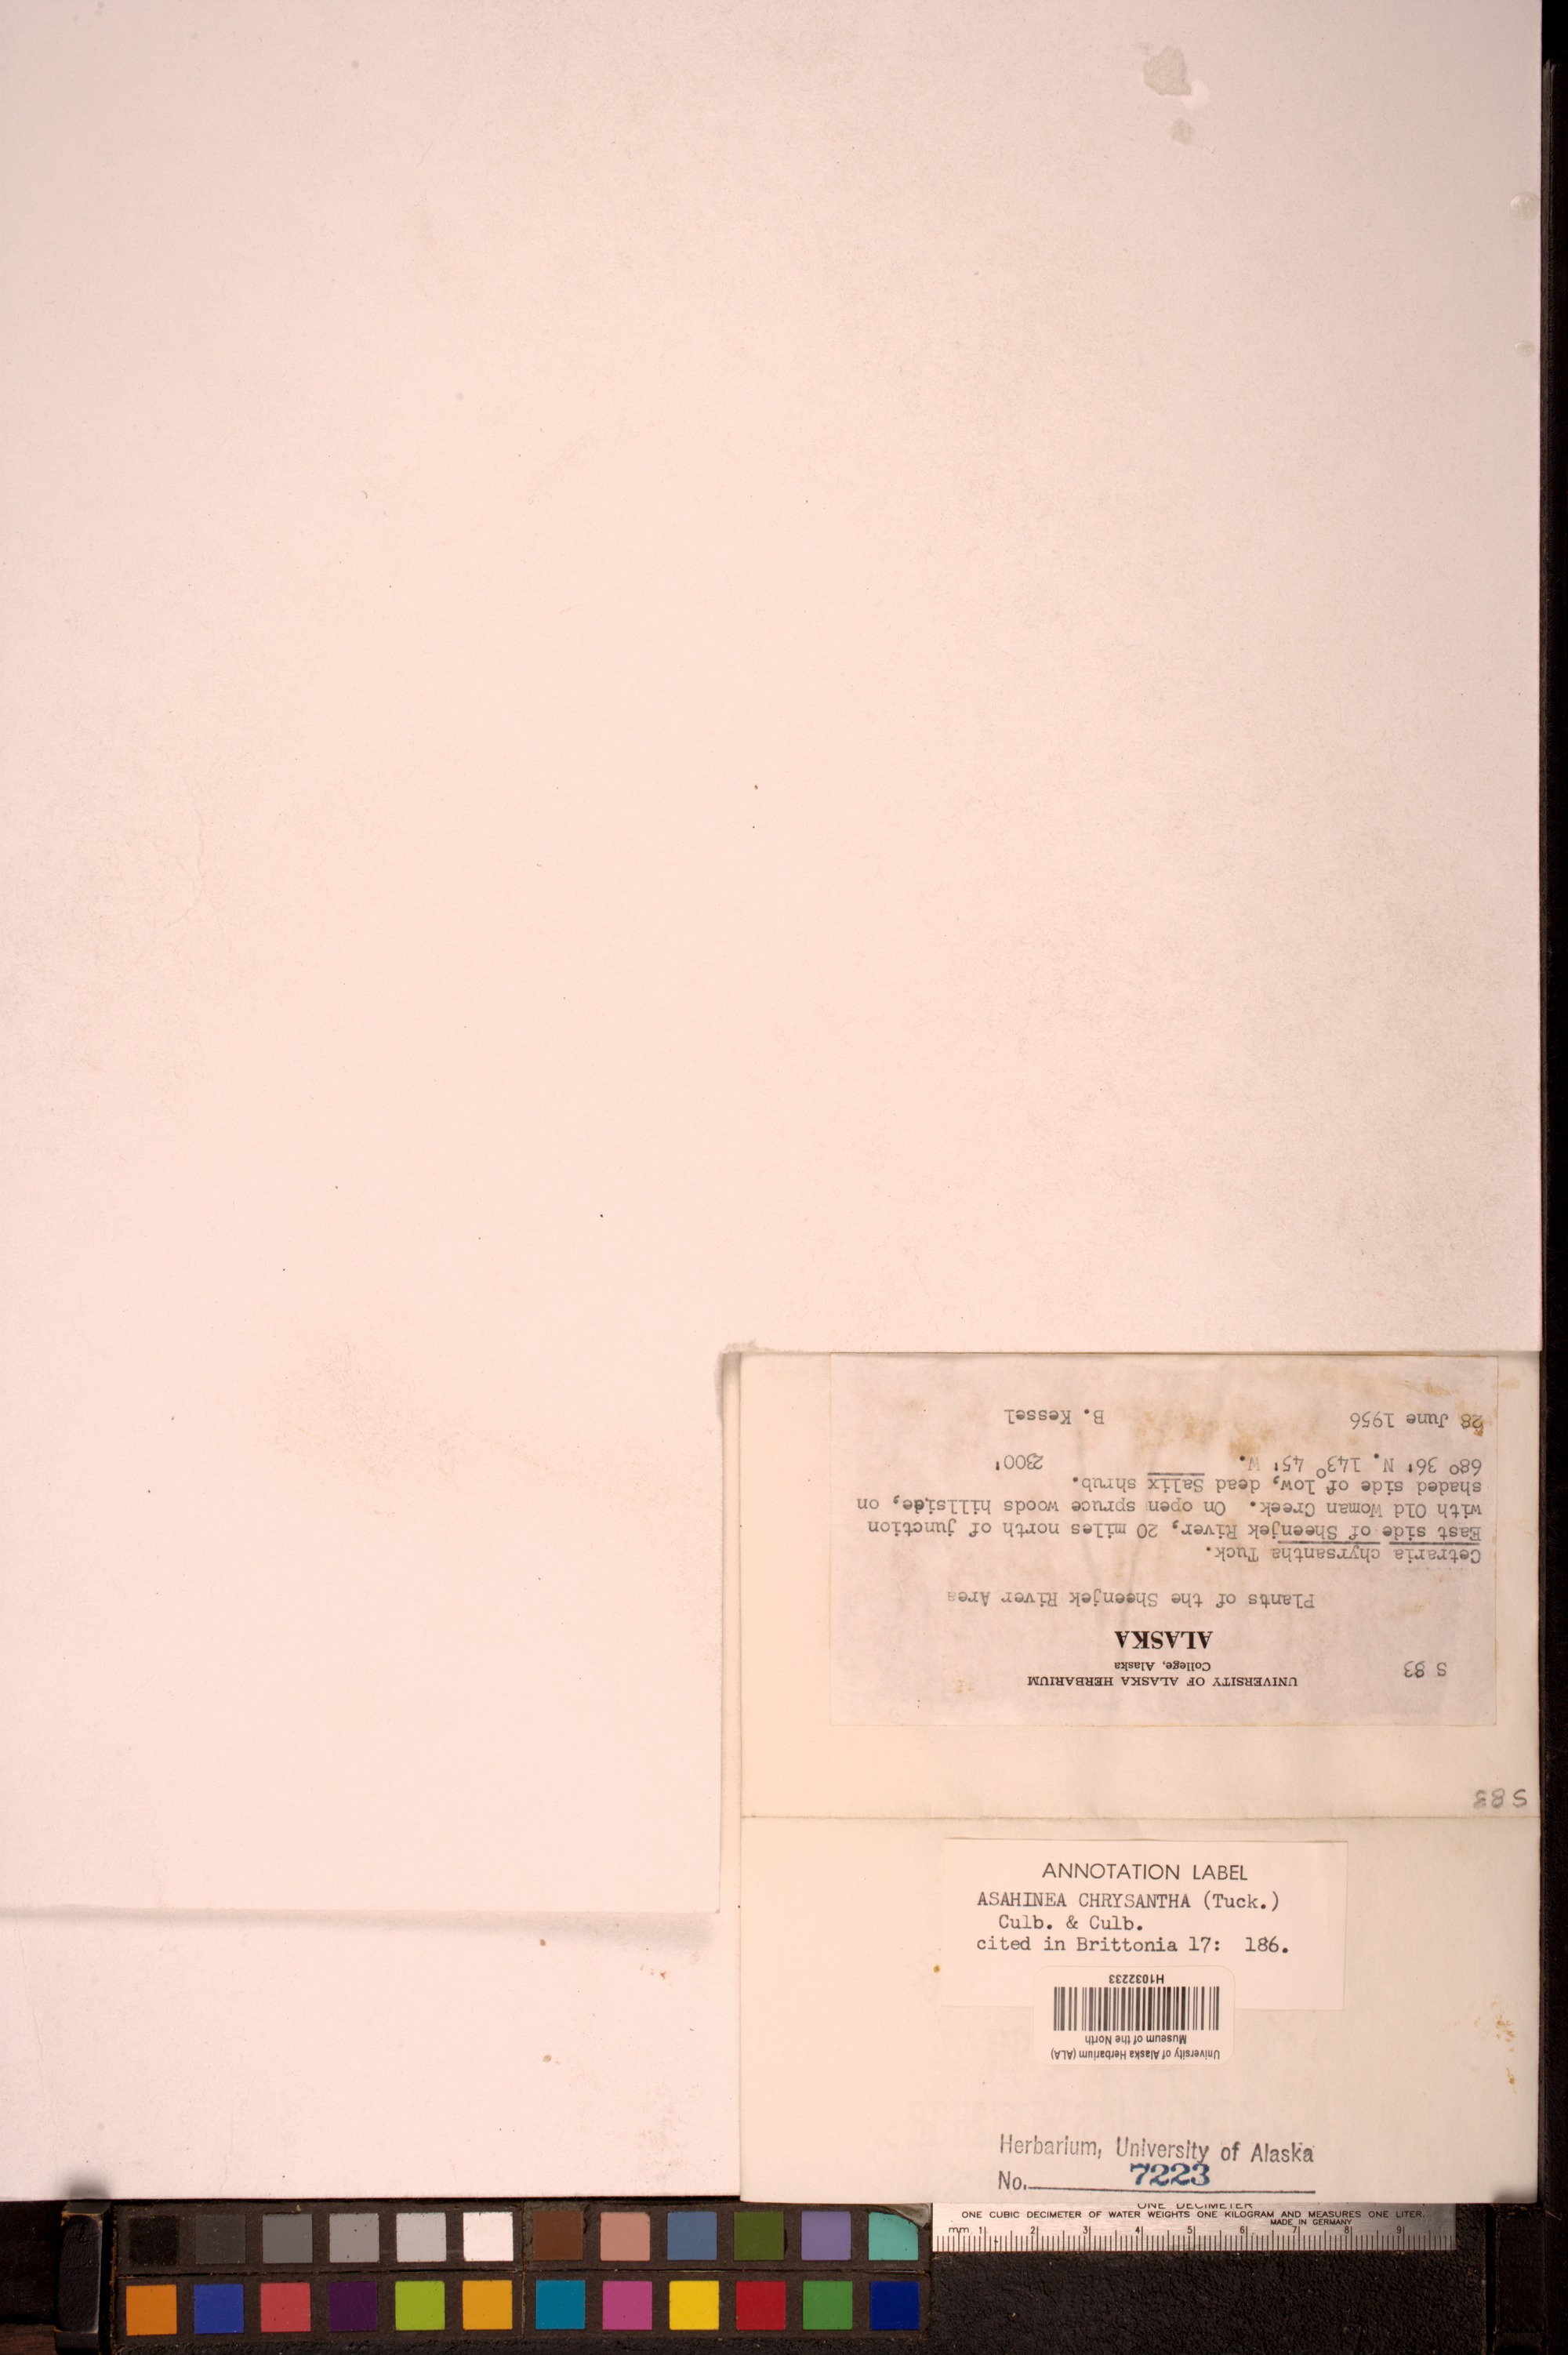 UNIVERSITY OF ALASKA HERBARIUM
College, Alaska
S 83
ALASKA
Plants of the Sheenjek River Area
Cetraria chyrsantha Tuck.
East side of Sheenjek River, 20 miles north of junction
with Old Woman Creek. On open spruce woods hillside, on
shaded side of low, dead Salix shrub.
68° 36' N. 143° 45' W. 2300'
28 June 1956 B. Kessel
S 83
ANNOTATION LABEL
ASAHINEA CHRYSANTHA (Tuck.)
Culb. & Culb.
cited in Brittonia 17: 186.
University of Alaska Herbarium (ALA)
Museum of the North
H1032233
Herbarium, University of Alaska
No. 7223
ONE DECIMETER
ONE CUBIC DECIMETER OF WATER WEIGHTS ONE KILOGRAM AND MEASURES ONE LITER.
MADE IN GERMANY
mm 1 2 3 4 5 6 7 8 9